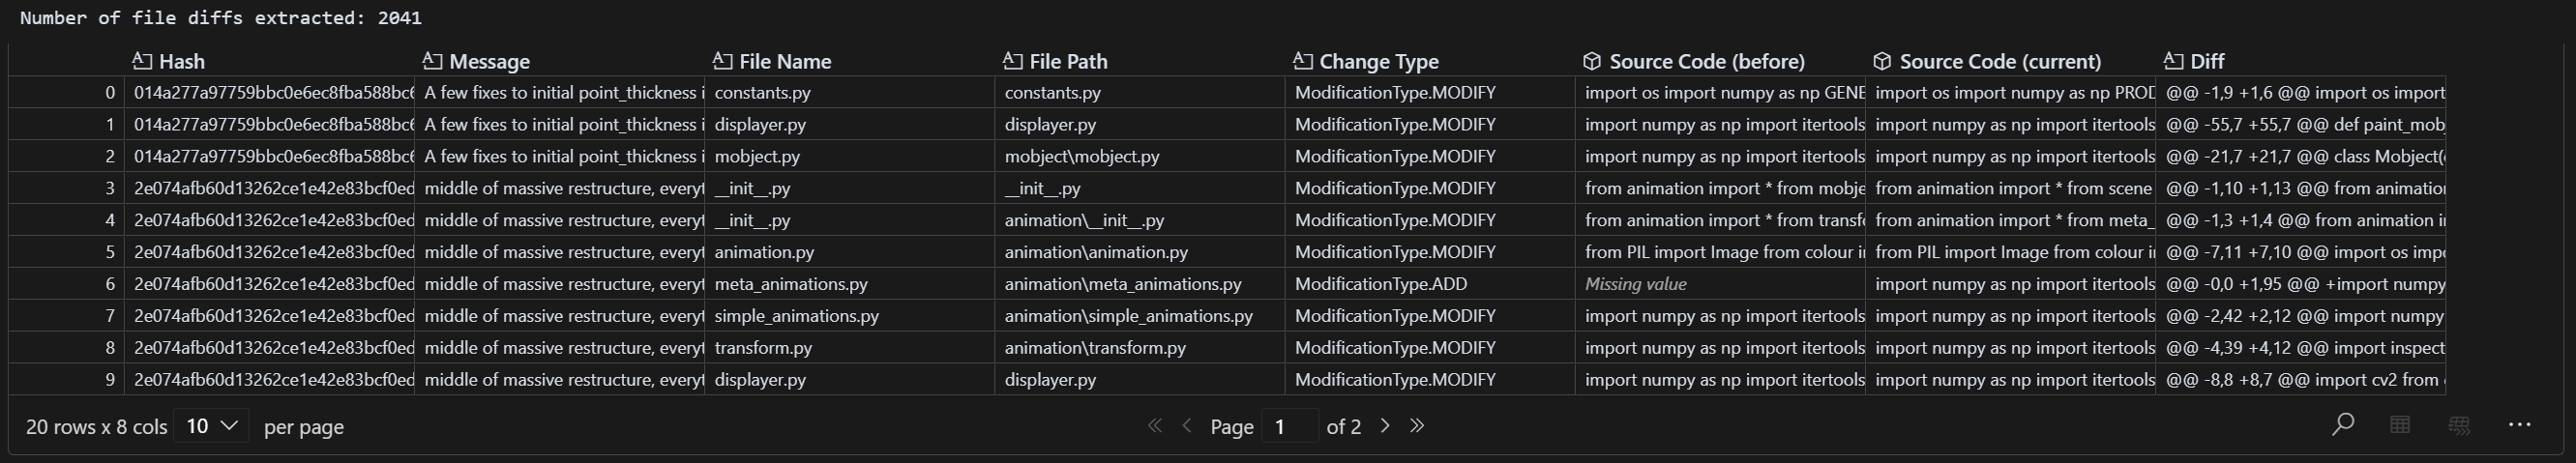 Number of file diffs extracted: 2041
Hash Message File Name File Path Change Type Source Code (before) Source Code (current) Diff
0 014a277a97759bbc0e6ec8fba588bc6 A few fixes to initial point_thickness i constants.py constants.py ModificationType.MODIFY import os import numpy as np GENE import os import numpy as np PROD @@ -1,9 +1,6 @@ import os import
1 014a277a97759bbc0e6ec8fba588bc6 A few fixes to initial point_thickness i displayer.py displayer.py ModificationType.MODIFY import numpy as np import itertools import numpy as np import itertools @@ -55,7 +55,7 @@ def paint_mob
2 014a277a97759bbc0e6ec8fba588bc6 A few fixes to initial point_thickness i mobject.py mobject\mobject.py ModificationType.MODIFY import numpy as np import itertools import numpy as np import itertools @@ -21,7 +21,7 @@ class Mobject(
3 2e074afb60d13262ce1e42e83bcf0ed middle of massive restructure, everyt __init__.py __init__.py ModificationType.MODIFY from animation import * from mobje from animation import * from scene @@ -1,10 +1,13 @@ from animation
4 2e074afb60d13262ce1e42e83bcf0ed middle of massive restructure, everyt __init__.py animation\__init__.py ModificationType.MODIFY from animation import * from transf from animation import * from meta_ @@ -1,3 +1,4 @@ from animation i
5 2e074afb60d13262ce1e42e83bcf0ed middle of massive restructure, everyt animation.py animation\animation.py ModificationType.MODIFY from PIL import Image from colour i from PIL import Image from colour i @@ -7,11 +7,10 @@ import os impo
6 2e074afb60d13262ce1e42e83bcf0ed middle of massive restructure, everyt meta_animations.py animation\meta_animations.py ModificationType.ADD Missing value import numpy as np import itertools @@ -0,0 +1,95 @@ +import numpy
7 2e074afb60d13262ce1e42e83bcf0ed middle of massive restructure, everyt simple_animations.py animation\simple_animations.py ModificationType.MODIFY import numpy as np import itertools import numpy as np import itertools @@ -2,42 +2,12 @@ import numpy
8 2e074afb60d13262ce1e42e83bcf0ed middle of massive restructure, everyt transform.py animation\transform.py ModificationType.MODIFY import numpy as np import itertools import numpy as np import itertools @@ -4,39 +4,12 @@ import inspect
9 2e074afb60d13262ce1e42e83bcf0ed middle of massive restructure, everyt displayer.py displayer.py ModificationType.MODIFY import numpy as np import itertools import numpy as np import itertools @@ -8,8 +8,7 @@ import cv2 from
20 rows x 8 cols 10 per page Page 1 of 2